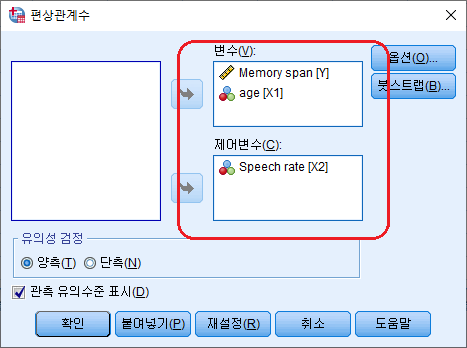 편상관계수
변수(V):
Memory span [Y]
age [X1]
옵션(O)...
붓스트랩(B)...
제어변수(C):
Speech rate [X2]
유의성 검정
양측(T) 단측(N)
관측 유의수준 표시(D)
확인 붙여넣기(P) 재설정(R) 취소 도움말